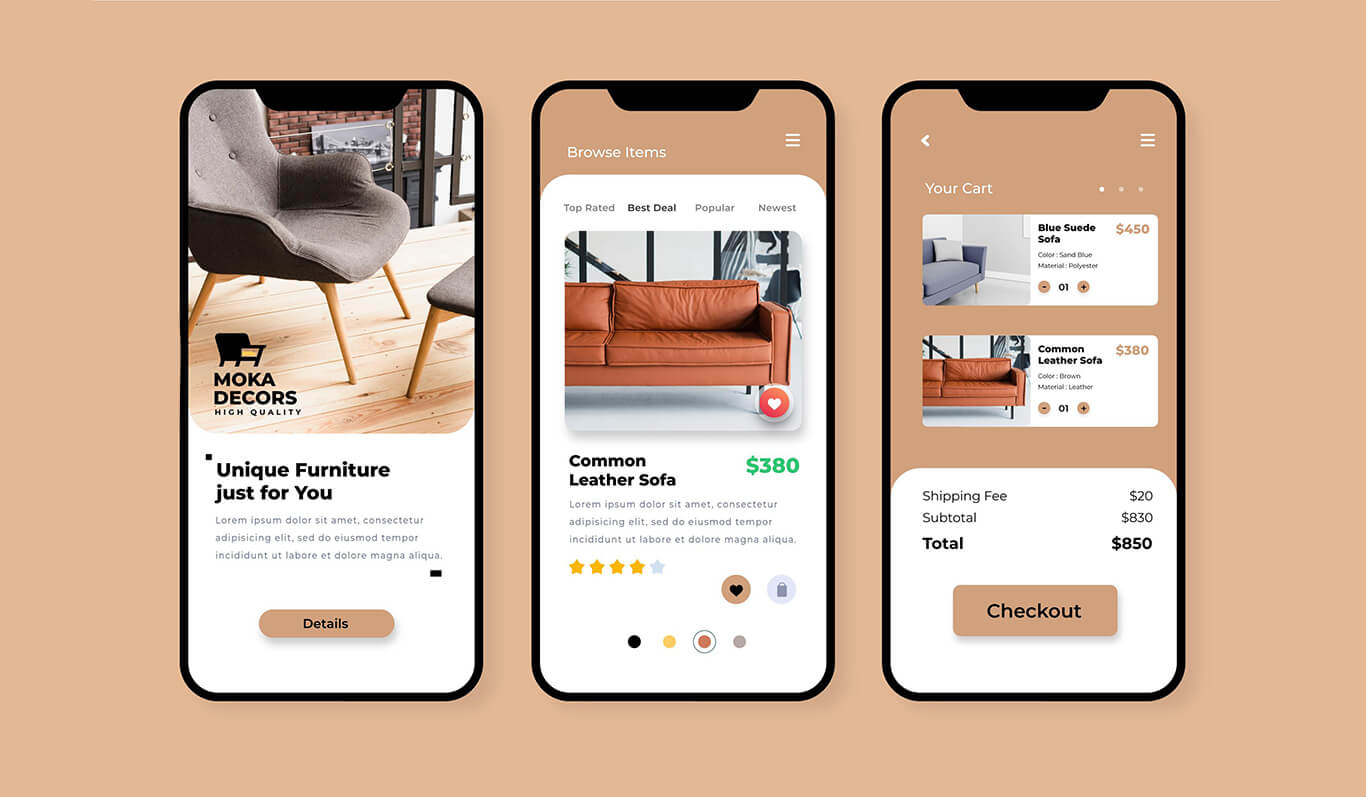 MOKA
DECORS
HIGH QUALITY
Unique Furniture
just for You
Lorem ipsum dolor sit amet, consectetur
adipisicing elit, sed do eiusmod tempor
incididunt ut labore et dolore magna aliqua.
Details
Browse Items
Top Rated Best Deal Popular Newest
Common
Leather Sofa
$380
Lorem ipsum dolor sit amet, consectetur
adipisicing elit, sed do eiusmod tempor
incididunt ut labore et dolore magna aliqua.
Your Cart
Blue Suede
Sofa
$450
Color : Sand Blue
Material : Polyester
- 01 +
Common
Leather Sofa
$380
Color : Brown
Material : Leather
- 01 +
Shipping Fee $20
Subtotal $830
Total $850
Checkout